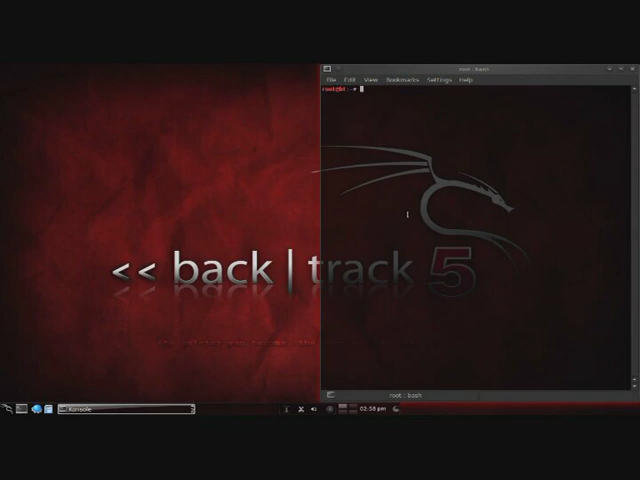 root : bash
File Edit View Bookmarks Settings Help
root@bt:~#
<< back | track 5
root : bash
Konsole
02:58 pm